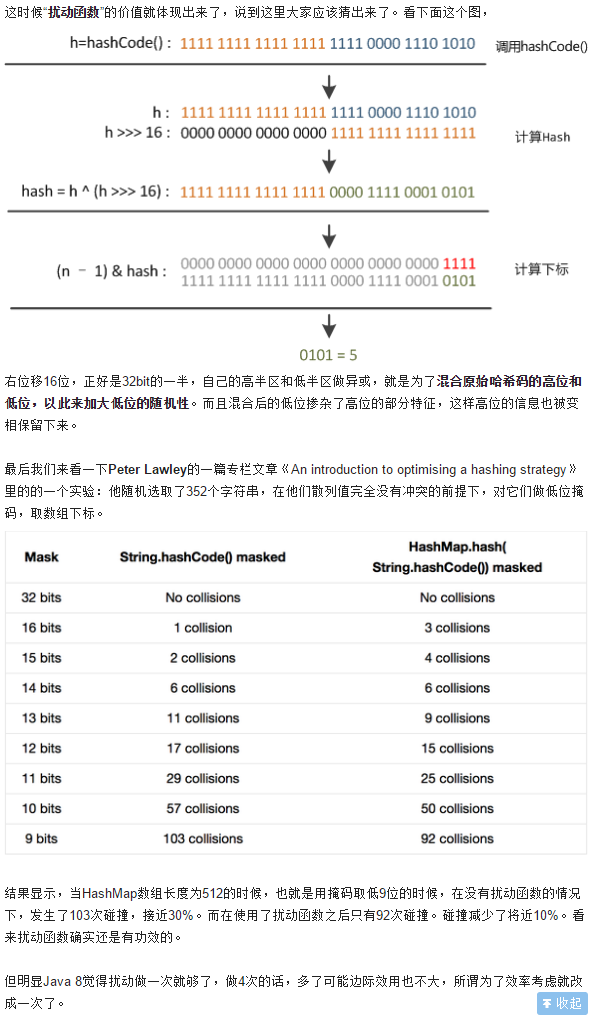 这时候“扰动函数”的价值就体现出来了，说到这里大家应该猜出来了。看下面这个图，
h=hashCode() : 1111 1111 1111 1111 1111 0000 1110 1010 调用hashCode()
h : 1111 1111 1111 1111 1111 0000 1110 1010
h >>> 16 : 0000 0000 0000 0000 1111 1111 1111 1111
计算Hash
hash = h ^ (h >>> 16) : 1111 1111 1111 1111 0000 1111 0001 0101
0000 0000 0000 0000 0000 0000 0000 1111
(n – 1) & hash : 1111 1111 1111 1111 0000 1111 0001 0101
计算下标
0101 = 5
右位移16位，正好是32bit的一半，自己的高半区和低半区做异或，就是为了混合原始哈希码的高位和
低位，以此来加大低位的随机性。而且混合后的低位掺杂了高位的部分特征，这样高位的信息也被变
相保留下来。
最后我们来看一下Peter Lawley的一篇专栏文章《An introduction to optimising a hashing strategy》
里的的一个实验：他随机选取了352个字符串，在他们散列值完全没有冲突的前提下，对它们做低位掩
码，取数组下标。
Mask String.hashCode() masked HashMap.hash(
String.hashCode()) masked
32 bits No collisions No collisions
16 bits 1 collision 3 collisions
15 bits 2 collisions 4 collisions
14 bits 6 collisions 6 collisions
13 bits 11 collisions 9 collisions
12 bits 17 collisions 15 collisions
11 bits 29 collisions 25 collisions
10 bits 57 collisions 50 collisions
9 bits 103 collisions 92 collisions
结果显示，当HashMap数组长度为512的时候，也就是用掩码取低9位的时候，在没有扰动函数的情况
下，发生了103次碰撞，接近30%。而在使用了扰动函数之后只有92次碰撞。碰撞减少了将近10%。看
来扰动函数确实还是有功效的。
但明显Java 8觉得扰动做一次就够了，做4次的话，多了可能边际效用也不大，所谓为了效率考虑就改
成一次了。
收起